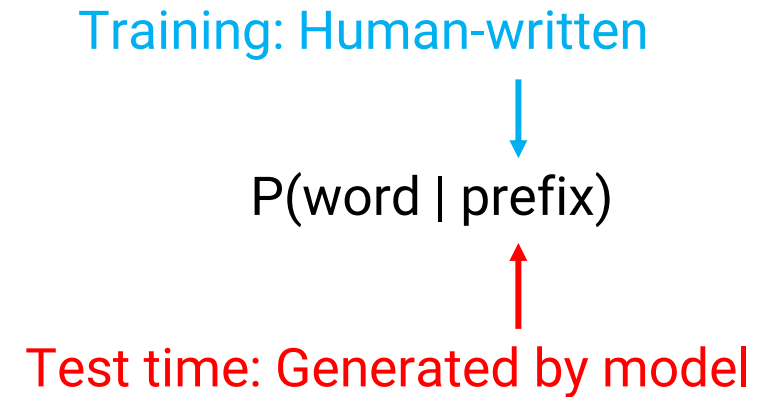 Training: Human-written
P(word | prefix)
Test time: Generated by model